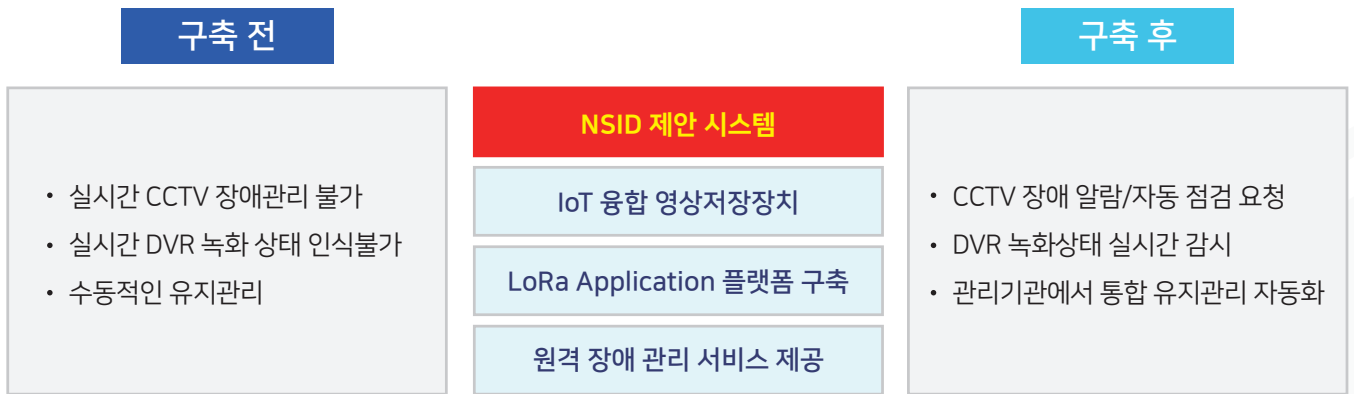 구축 전
• 실시간 CCTV 장애관리 불가
• 실시간 DVR 녹화 상태 인식불가
• 수동적인 유지관리
NSID 제안 시스템
IoT 융합 영상저장장치
LoRa Application 플랫폼 구축
원격 장애 관리 서비스 제공
구축 후
• CCTV 장애 알람/자동 점검 요청
• DVR 녹화상태 실시간 감시
• 관리기관에서 통합 유지관리 자동화